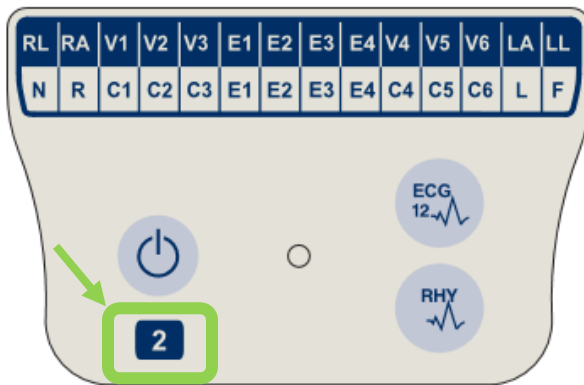 RL RA V1 V2 V3 E1 E2 E3 E4 V4 V5 V6 LA LL
N R C1 C2 C3 E1 E2 E3 E4 C4 C5 C6 L F
ECG
12
RHY
2